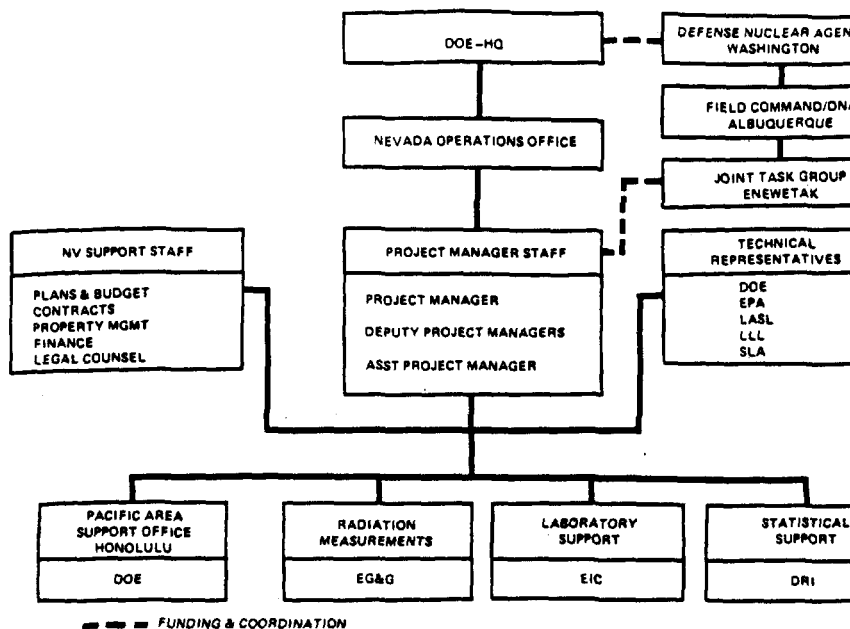 DOE-HQ
DEFENSE NUCLEAR AGEN
WASHINGTON
FIELD COMMAND/DNA
ALBUQUERQUE
NEVADA OPERATIONS OFFICE
JOINT TASK GROUP
ENEWETAK
NV SUPPORT STAFF
PLANS & BUDGET
CONTRACTS
PROPERTY MGMT
FINANCE
LEGAL COUNSEL
PROJECT MANAGER STAFF
PROJECT MANAGER
DEPUTY PROJECT MANAGERS
ASST PROJECT MANAGER
TECHNICAL
REPRESENTATIVES
DOE
EPA
LASL
LLL
SLA
PACIFIC AREA
SUPPORT OFFICE
HONOLULU
DOE
RADIATION
MEASUREMENTS
EG&G
LABORATORY
SUPPORT
EIC
STATISTICAL
SUPPORT
DRI
FUNDING & COORDINATION